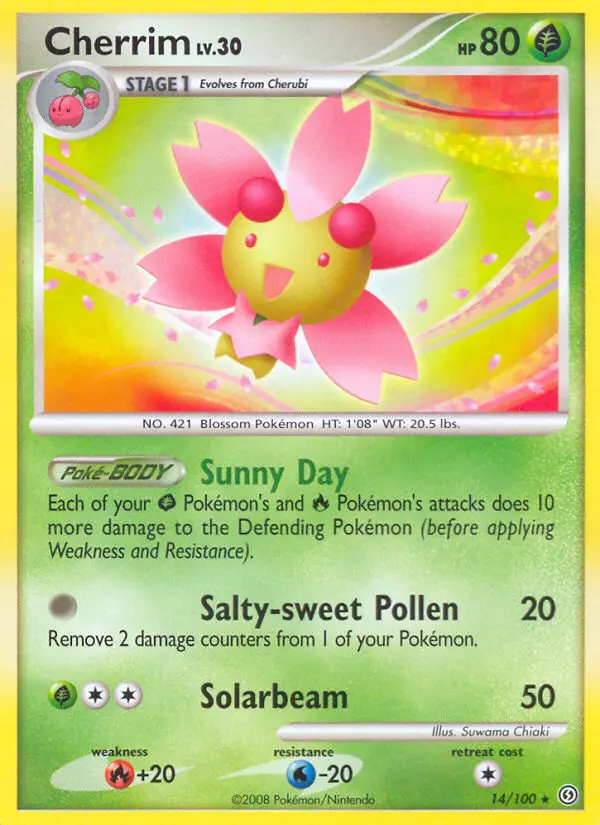 Cherrim LV.30 HP 80
STAGE 1 Evolves from Cherubi
NO. 421 Blossom Pokémon HT: 1'08" WT: 20.5 lbs.
Poké-BODY Sunny Day
Each of your Pokémon's and Pokémon's attacks does 10
more damage to the Defending Pokémon (before applying
Weakness and Resistance).
Salty-sweet Pollen 20
Remove 2 damage counters from 1 of your Pokémon.
Solarbeam 50
Illus. Suwama Chiaki
weakness resistance retreat cost
+20 -20
©2008 Pokémon/Nintendo 14/100 ★